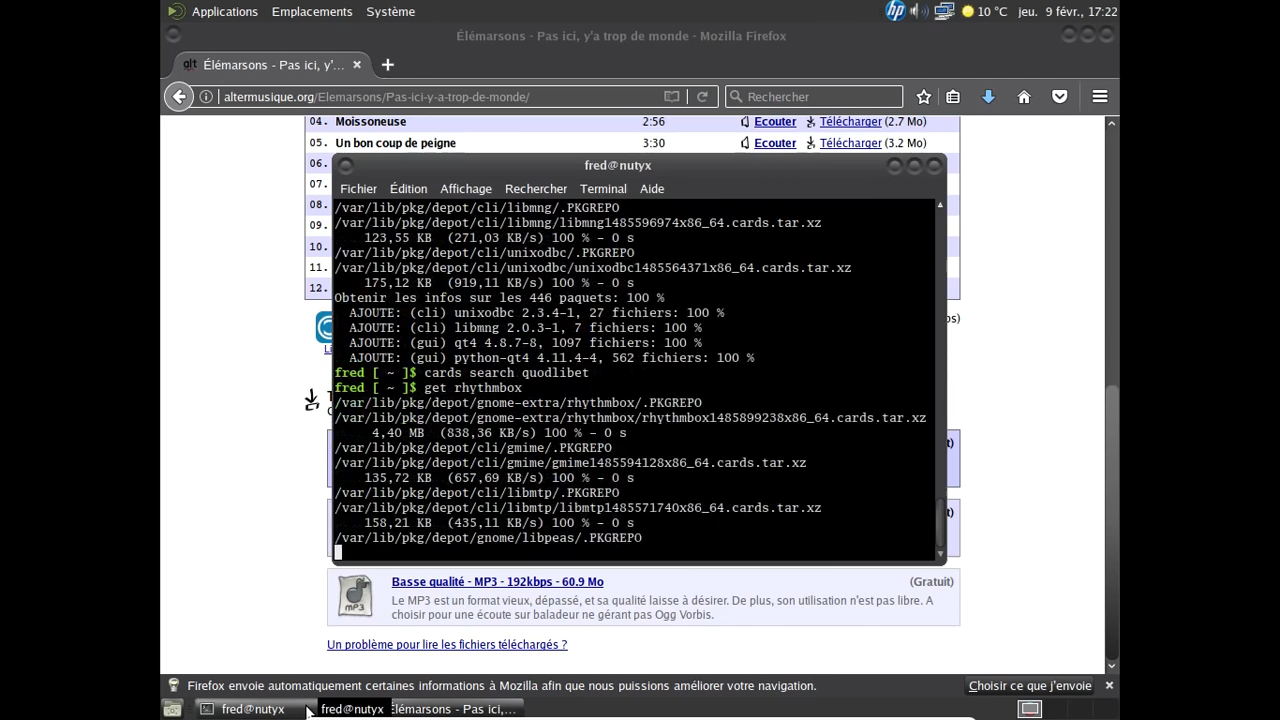 Applications Emplacements Système 10 °C jeu. 9 févr., 17:22
Élémarsons - Pas ici, y'a trop de monde - Mozilla Firefox
Élémarsons - Pas ici, y'...
altermusique.org/Elemarsons/Pas-ici-y-a-trop-de-monde/ Rechercher
04. Moissoneuse 2:56 Ecouter Télécharger (2.7 Mo)
05. Un bon coup de peigne 3:30 Ecouter Télécharger (3.2 Mo)
06.
07.
08.
09.
10.
11.
12.
fred@nutyx
Fichier Édition Affichage Rechercher Terminal Aide
/var/lib/pkg/depot/cli/libmng/.PKGREPO
/var/lib/pkg/depot/cli/libmng/libmng1485596974x86_64.cards.tar.xz
123,55 KB (271,03 KB/s) 100 % - 0 s
/var/lib/pkg/depot/cli/unixodbc/.PKGREPO
/var/lib/pkg/depot/cli/unixodbc/unixodbc1485564371x86_64.cards.tar.xz
175,12 KB (919,11 KB/s) 100 % - 0 s
Obtenir les infos sur les 446 paquets: 100 %
AJOUTE: (cli) unixodbc 2.3.4-1, 27 fichiers: 100 %
AJOUTE: (cli) libmng 2.0.3-1, 7 fichiers: 100 %
AJOUTE: (gui) qt4 4.8.7-8, 1097 fichiers: 100 %
AJOUTE: (gui) python-qt4 4.11.4-4, 562 fichiers: 100 %
fred [ ~ ]$ cards search quodlibet
fred [ ~ ]$ get rhythmbox
/var/lib/pkg/depot/gnome-extra/rhythmbox/.PKGREPO
/var/lib/pkg/depot/gnome-extra/rhythmbox/rhythmbox1485899238x86_64.cards.tar.xz
4,40 MB (838,36 KB/s) 100 % - 0 s
/var/lib/pkg/depot/cli/gmime/.PKGREPO
/var/lib/pkg/depot/cli/gmime/gmime1485594128x86_64.cards.tar.xz
135,72 KB (657,69 KB/s) 100 % - 0 s
/var/lib/pkg/depot/cli/libmtp/.PKGREPO
/var/lib/pkg/depot/cli/libmtp/libmtp1485571740x86_64.cards.tar.xz
158,21 KB (435,11 KB/s) 100 % - 0 s
/var/lib/pkg/depot/gnome/libpeas/.PKGREPO
Basse qualité - MP3 - 192kbps - 60.9 Mo (Gratuit)
Le MP3 est un format vieux, dépassé, et sa qualité laisse à désirer. De plus, son utilisation n'est pas libre. A
choisir pour une écoute sur baladeur ne gérant pas Ogg Vorbis.
Un problème pour lire les fichiers téléchargés ?
Firefox envoie automatiquement certaines informations à Mozilla afin que nous puissions améliorer votre navigation. Choisir ce que j'envoie
fred@nutyx fred@nutyx Élémarsons - Pas ici,...